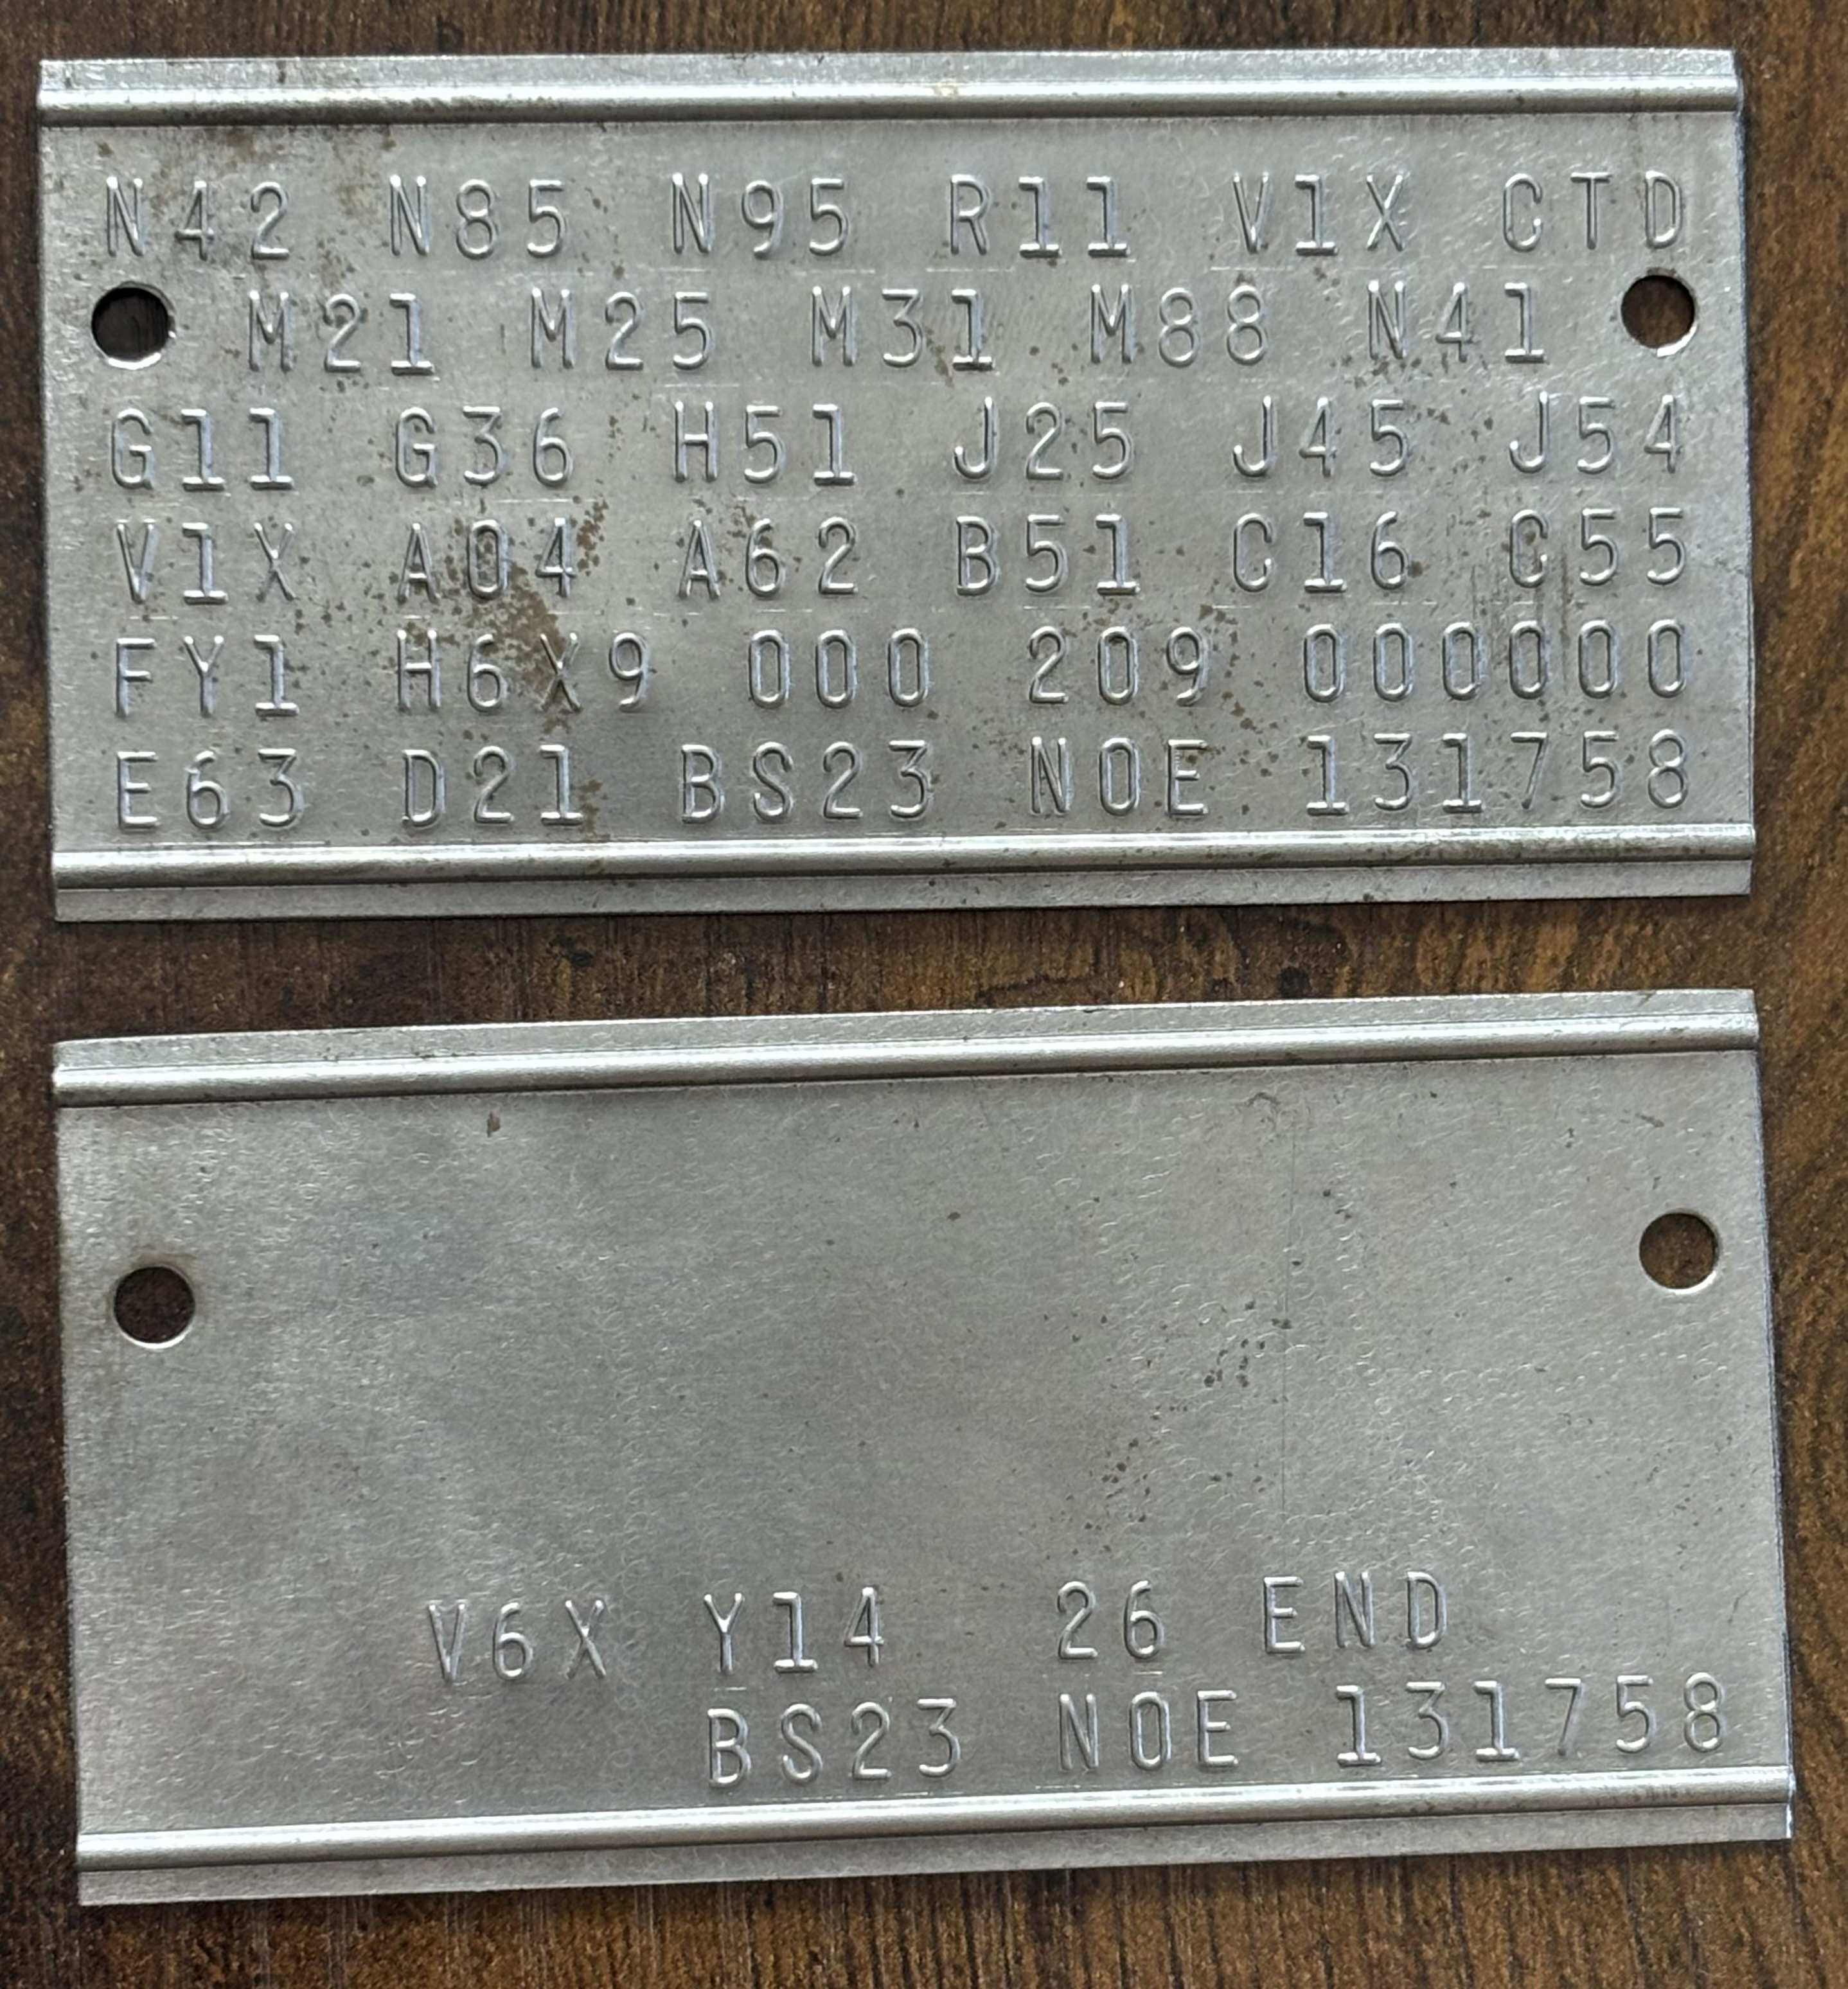 N42 N85 N95 R11 V1X CTD
M21 M25 M31 M88 N41
G11 G36 H51 J25 J45 J54
V1X A04 A62 B51 C16 C55
FY1 H6X9 000 209 000000
E63 D21 BS23 N0E 131758
V6X Y14 26 END
BS23 N0E 131758